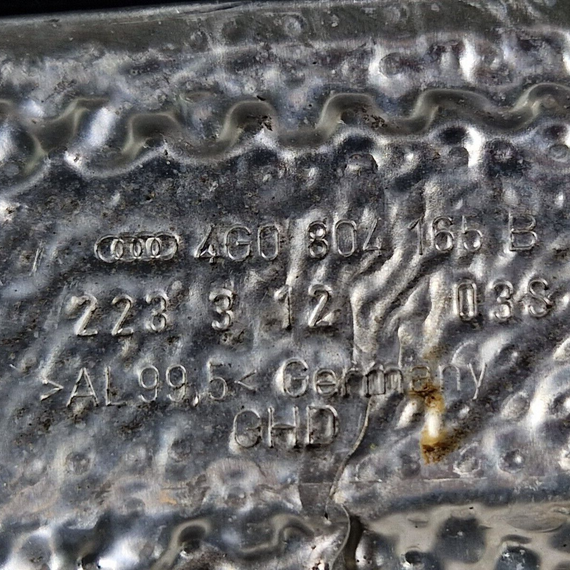 4G0 804 165 B
223 3 12 03S
>AL 99,5< Germany
CHD